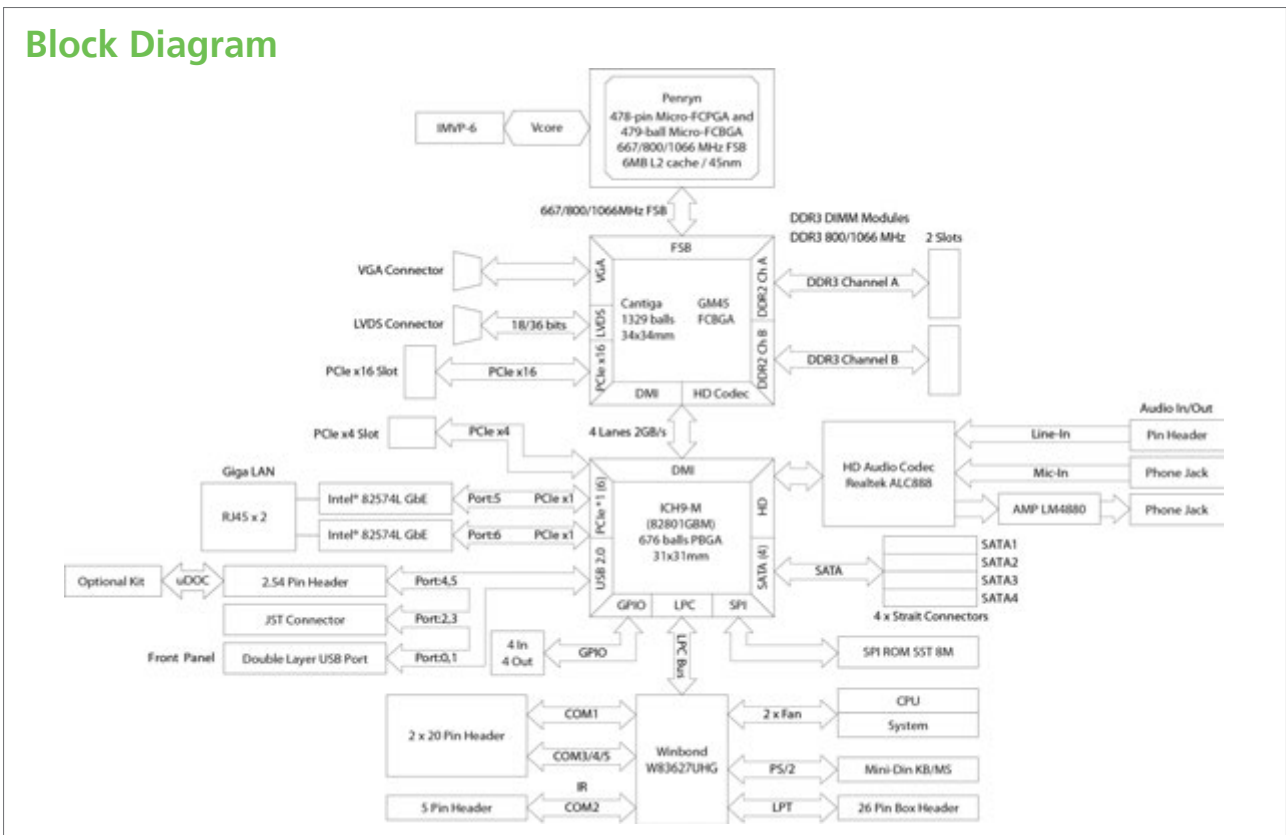 Block Diagram
Penryn
478-pin Micro-FCPGA and
479-ball Micro-FCBGA
667/800/1066 MHz FSB
6MB L2 cache / 45nm
IMVP-6
Vcore
667/800/1066MHz FSB
DDR3 DIMM Modules
DDR3 800/1066 MHz
2 Slots
FSB
VGA Connector
VGA
DDR2 Ch A
DDR3 Channel A
Cantiga
1329 balls
34x34mm
GM45
FCBGA
LVDS Connector
18/36 bits
LVDS
PCIe x16 Slot
PCIe x16
PCIe x16
DDR2 Ch B
DDR3 Channel B
DMI
HD Codec
PCIe x4 Slot
PCIe x4
4 Lanes 2GB/s
Audio In/Out
Line-In
Pin Header
HD Audio Codec
Realtek ALC888
Mic-In
Phone Jack
AMP LM4880
Phone Jack
DMI
Giga LAN
RJ45 x 2
Intel® 82574L GbE
Port:5
PCIe x1
Intel® 82574L GbE
Port:6
PCIe x1
PCIe *1 (6)
ICH9-M
(82801GBM)
676 balls PBGA
31x31mm
HD
SATA (4)
SATA
SATA1
SATA2
SATA3
SATA4
4 x Strait Connectors
USB 2.0
Optional Kit
uDOC
2.54 Pin Header
Port:4,5
JST Connector
Port:2,3
Front Panel
Double Layer USB Port
Port:0,1
GPIO
LPC
SPI
4 In
4 Out
GPIO
LPC Bus
SPI ROM SST 8M
2 x 20 Pin Header
COM1
COM3/4/5
Winbond
W83627UHG
2 x Fan
CPU
System
PS/2
Mini-Din KB/MS
IR
5 Pin Header
COM2
LPT
26 Pin Box Header